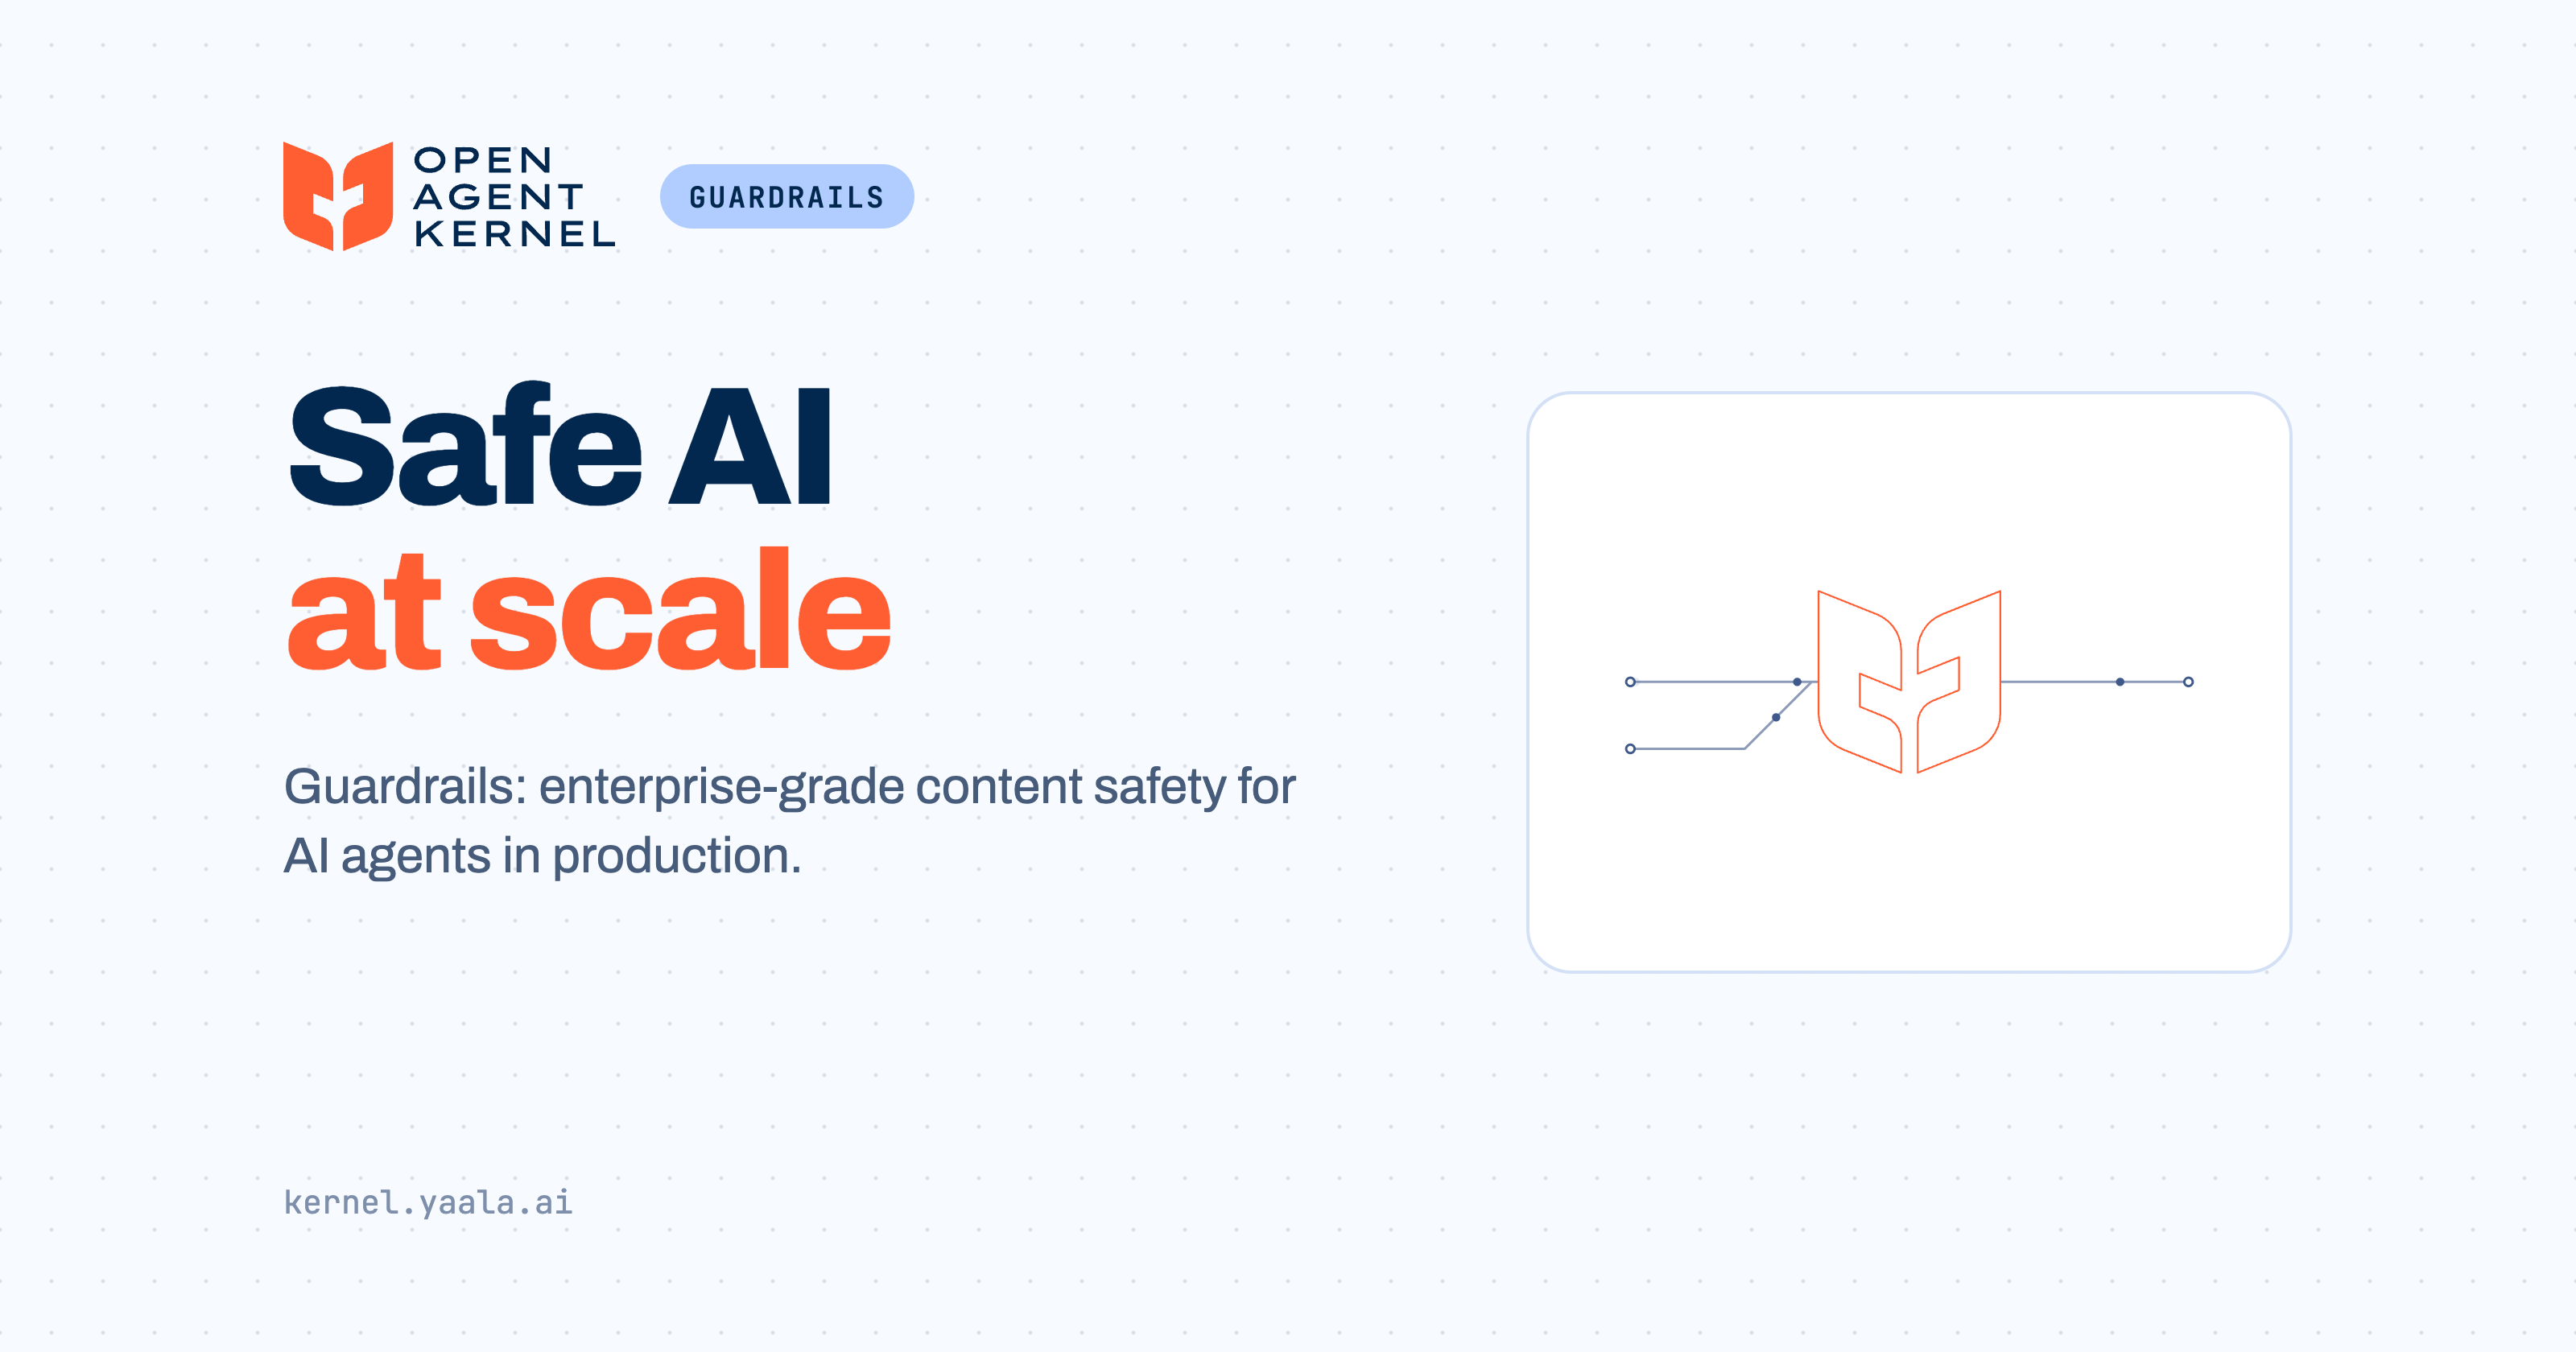 OPEN
AGENT
KERNEL
GUARDRAILS
Safe AI
at scale
Guardrails: enterprise-grade content safety for
AI agents in production.
kernel.yaala.ai